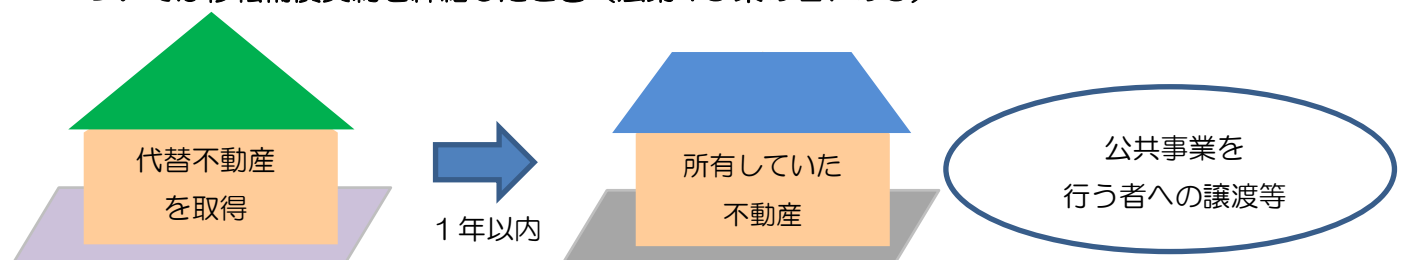 代替不動産
を取得
１年以内
所有していた
不動産
公共事業を
行う者への譲渡等